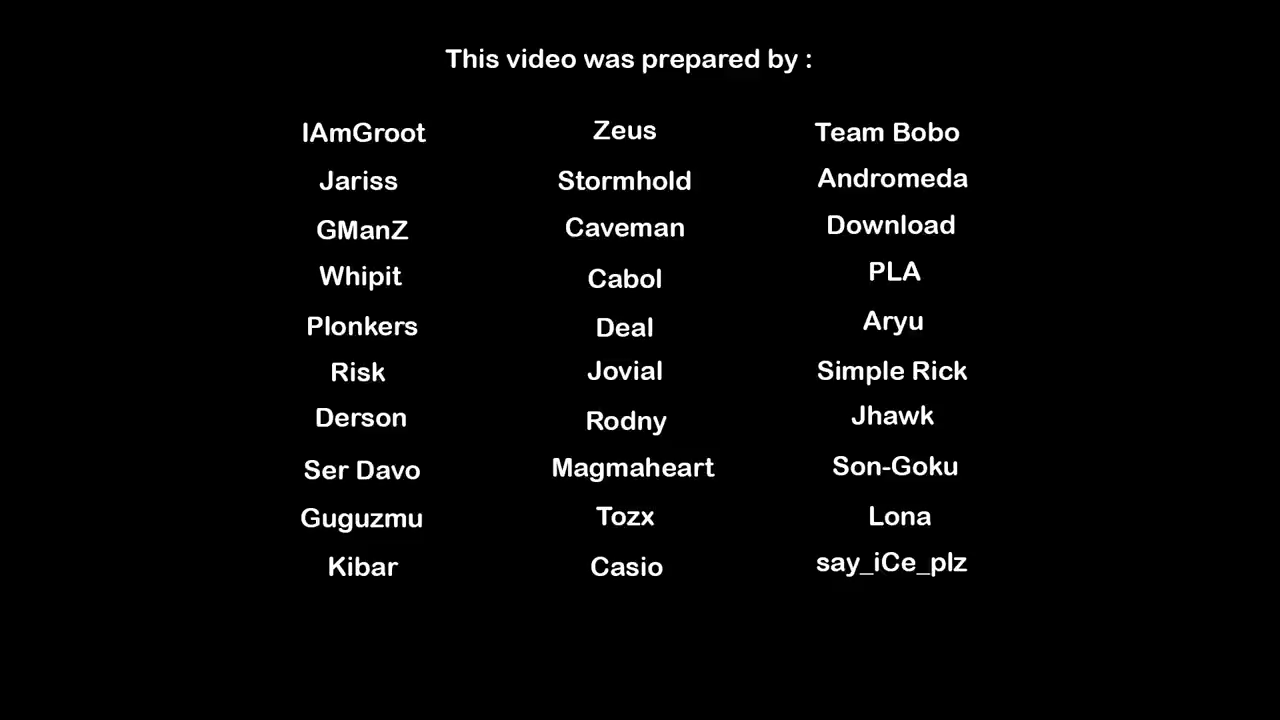 This video was prepared by :
IAmGroot Zeus Team Bobo
Jariss Stormhold Andromeda
GManZ Caveman Download
Whipit Cabol PLA
Plonkers Deal Aryu
Risk Jovial Simple Rick
Derson Rodny Jhawk
Ser Davo Magmaheart Son-Goku
Guguzmu Tozx Lona
Kibar Casio say_iCe_plz